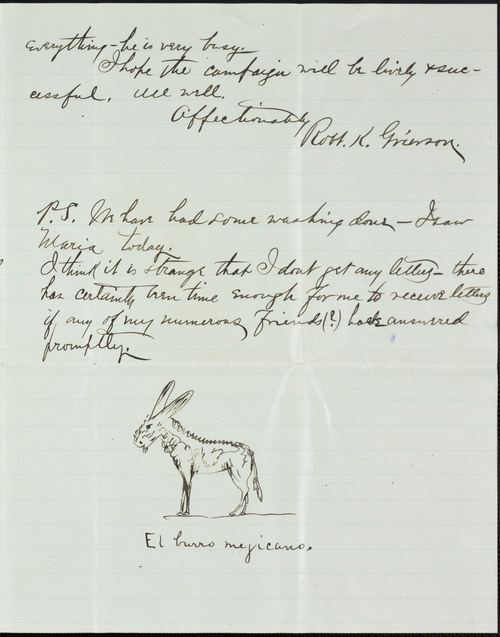 everything - he is very busy.
I hope the campaign will be lively & suc-
cessful. All well.
Affectionately
Robt. K. Grierson.
P.S. We have had some washing done - I saw
Maria today.
I think it is strange that I dont get any letters - there
has certainly been time enough for me to receive letters
if any of my numerous friends (?) had answered
promptly.
El burro mejicano.